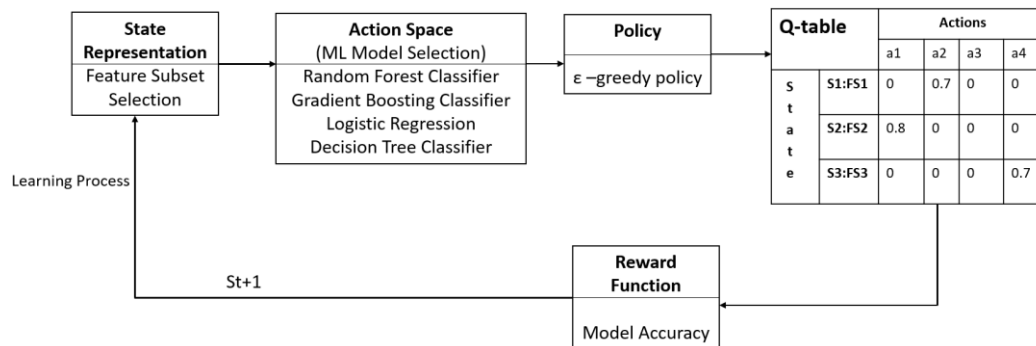 State
Representation
Feature Subset
Selection
Action Space
(ML Model Selection)
Random Forest Classifier
Gradient Boosting Classifier
Logistic Regression
Decision Tree Classifier
Policy
ε –greedy policy
Q-table
Actions
a1 a2 a3 a4
S
t
a
t
e
S1:FS1 0 0.7 0 0
S2:FS2 0.8 0 0 0
S3:FS3 0 0 0 0.7
Learning Process
St+1
Reward
Function
Model Accuracy